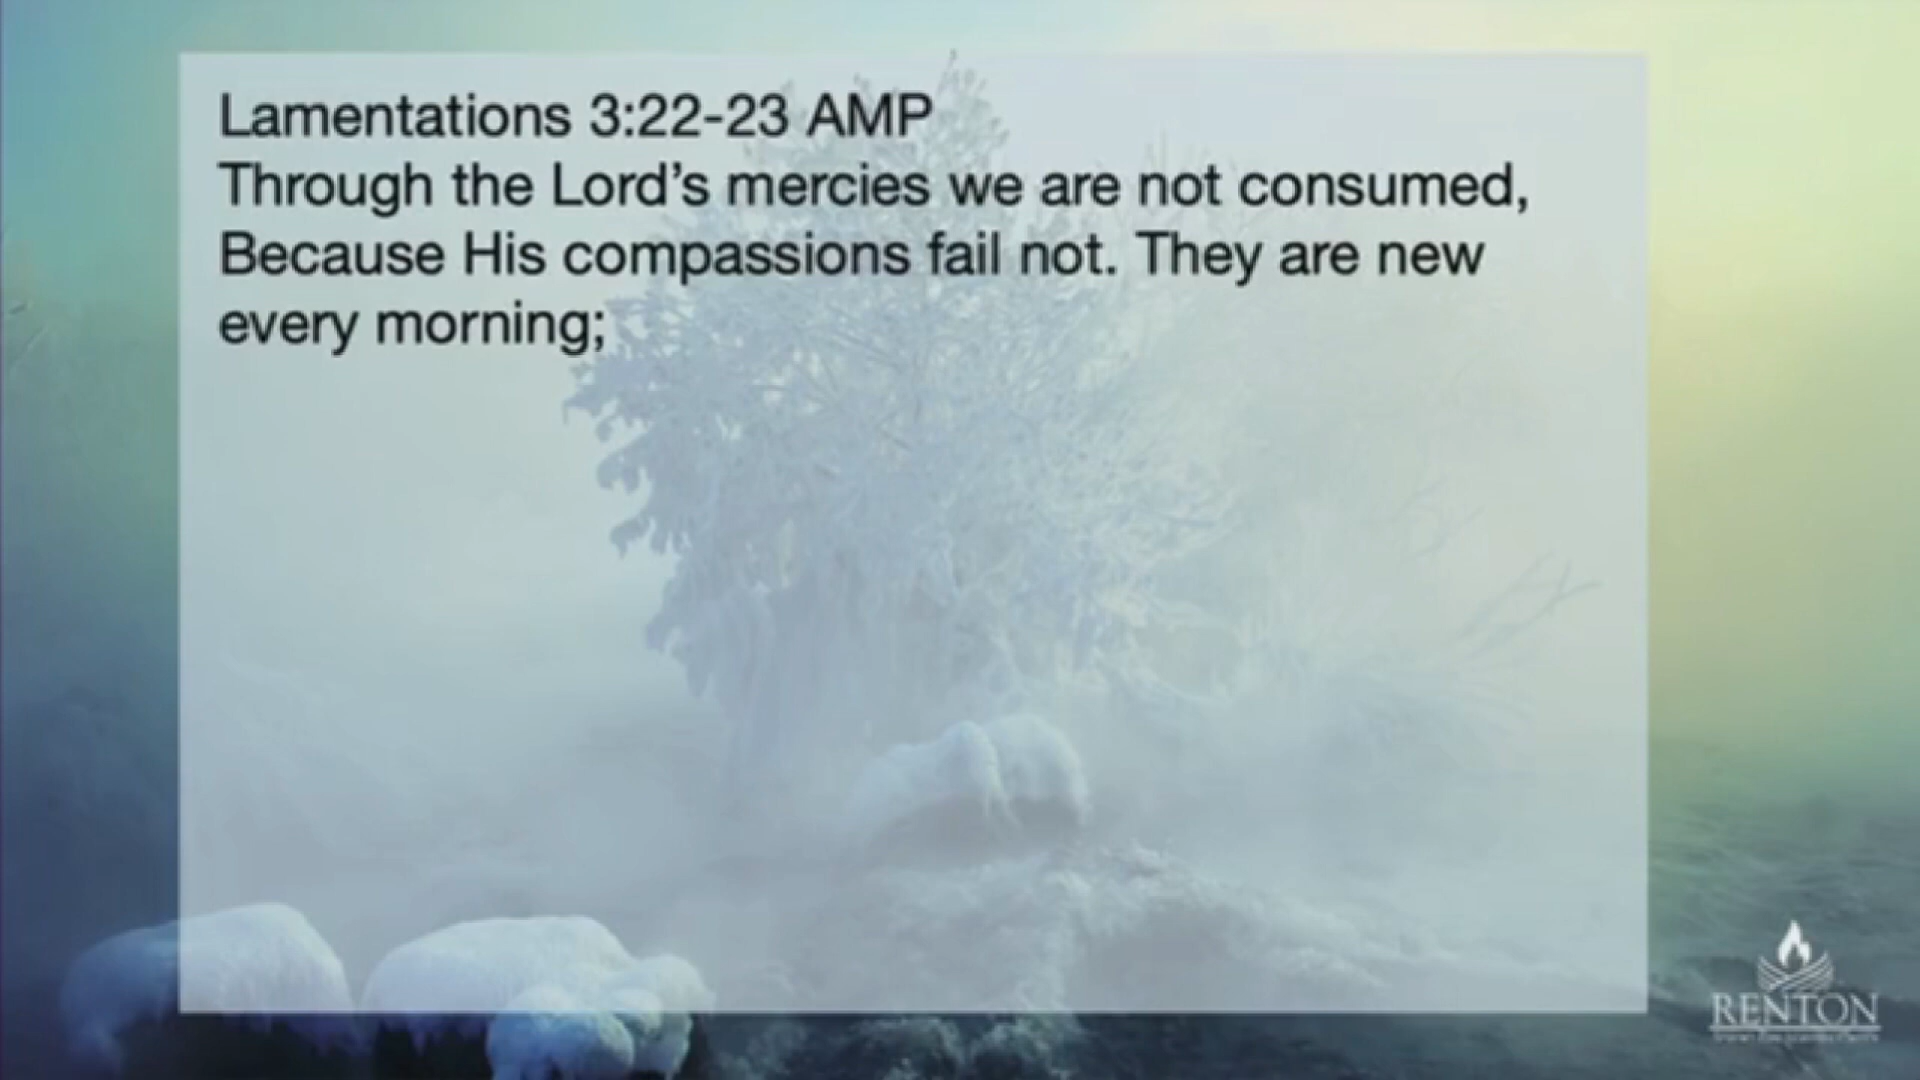 Lamentations 3:22-23 AMP
Through the Lord’s mercies we are not consumed,
Because His compassions fail not. They are new
every morning;
RENTON